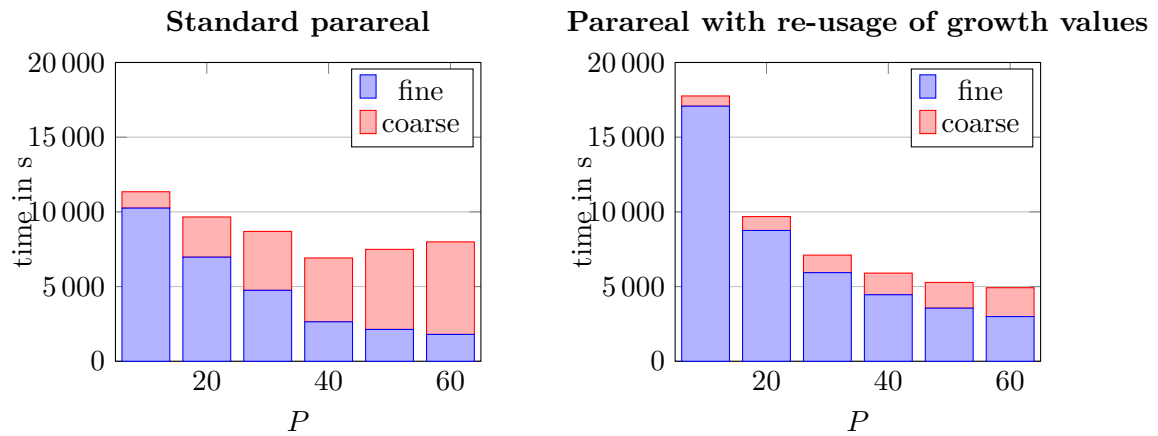 Standard parareal
20 000
15 000
10 000
5 000
0
time in s
20
40
60
P
fine
coarse
Parareal with re-usage of growth values
20 000
15 000
10 000
5 000
0
time in s
20
40
60
P
fine
coarse